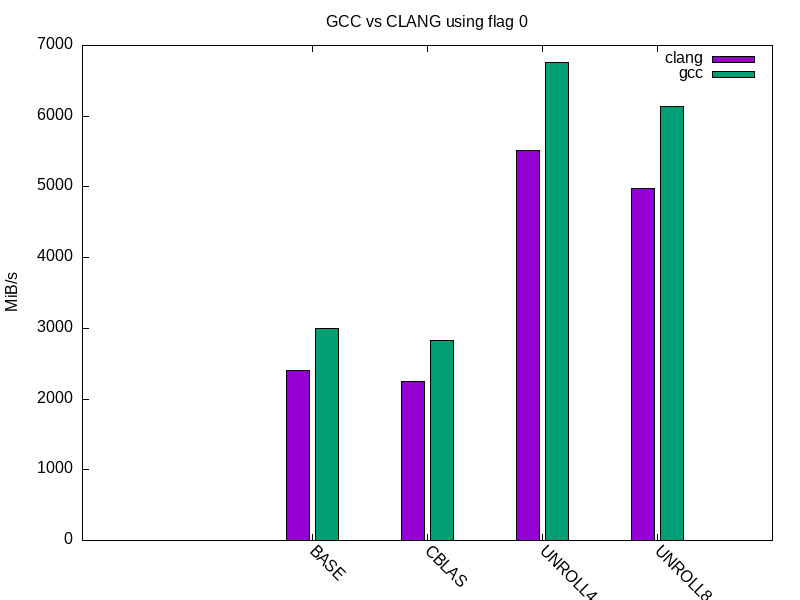 GCC vs CLANG using flag 0
7000
6000
5000
4000
3000
2000
1000
0
MiB/s
clang
gcc
BASE
CBLAS
UNROLL4
UNROLL8